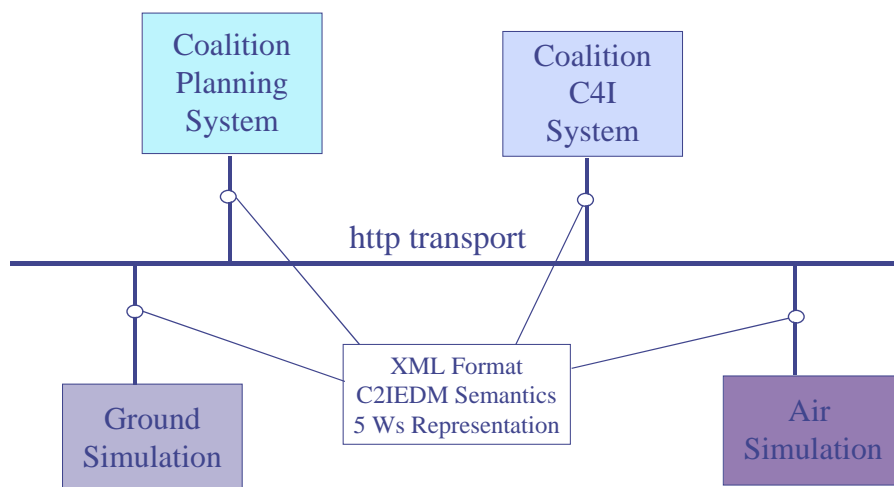 Coalition
Planning
System
Coalition
C4I
System
http transport
XML Format
C2IEDM Semantics
5 Ws Representation
Ground
Simulation
Air
Simulation